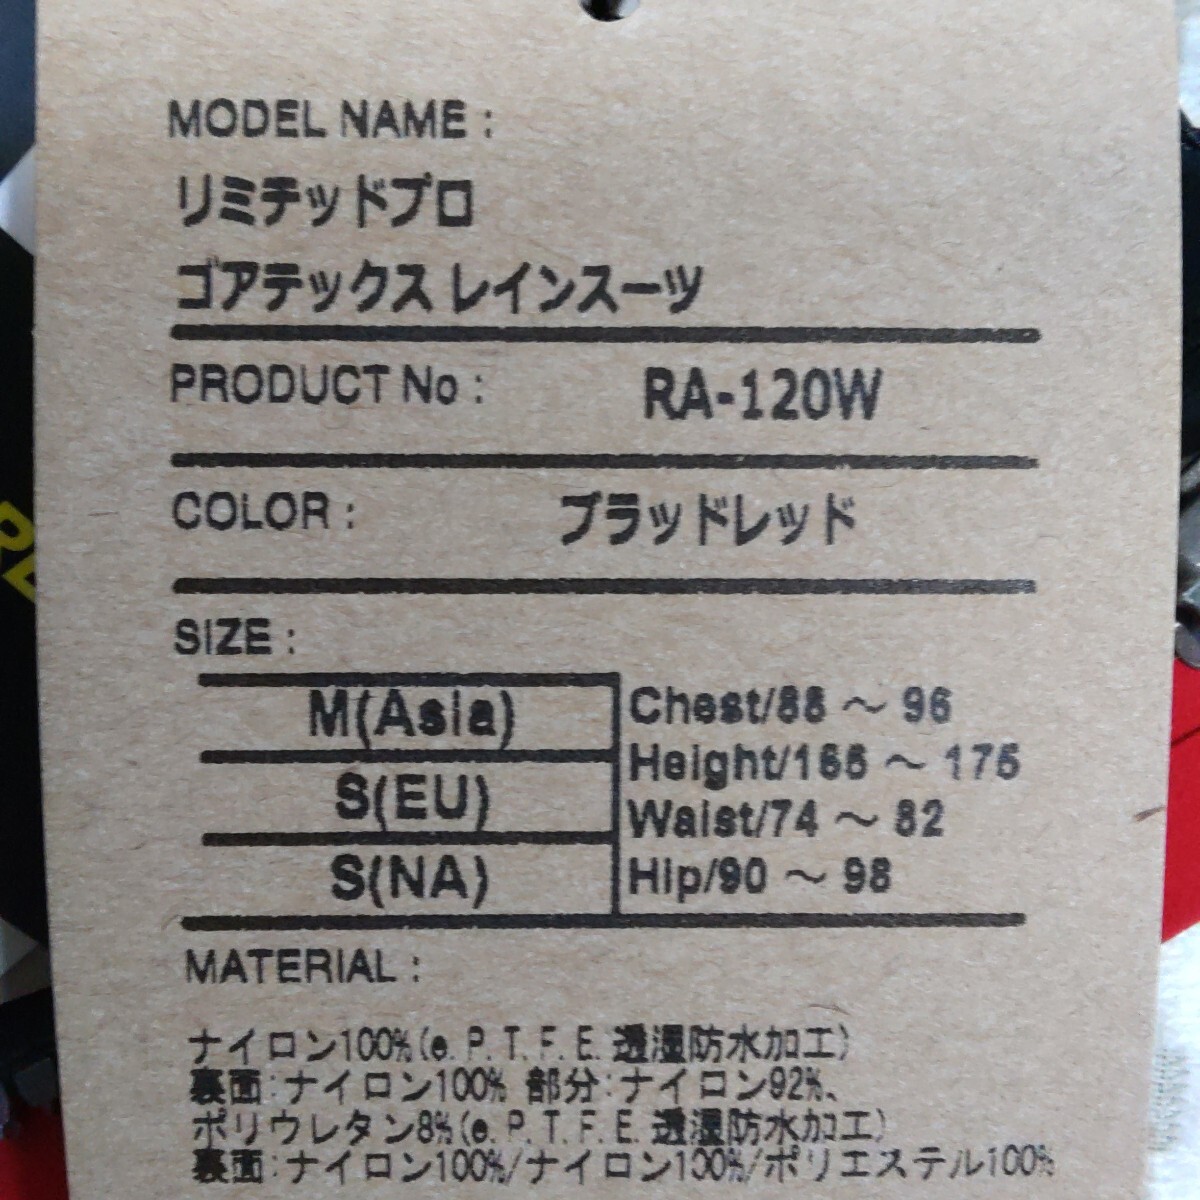 MODEL NAME :
リミテッドプロ
ゴアテックス レインスーツ
PRODUCT No : RA-120W
COLOR : ブラッドレッド
SIZE :
M(Asia)
S(EU)
S(NA)
Chest/88 ～ 96
Height/165 ～ 175
Waist/74 ～ 82
Hip/90 ～ 98
MATERIAL :
ナイロン100%(e.P.T.F.E.透湿防水加工)
裏面:ナイロン100% 部分:ナイロン92%、
ポリウレタン8%(e.P.T.F.E.透湿防水加工)
裏面:ナイロン100%/ナイロン100%/ポリエステル100%